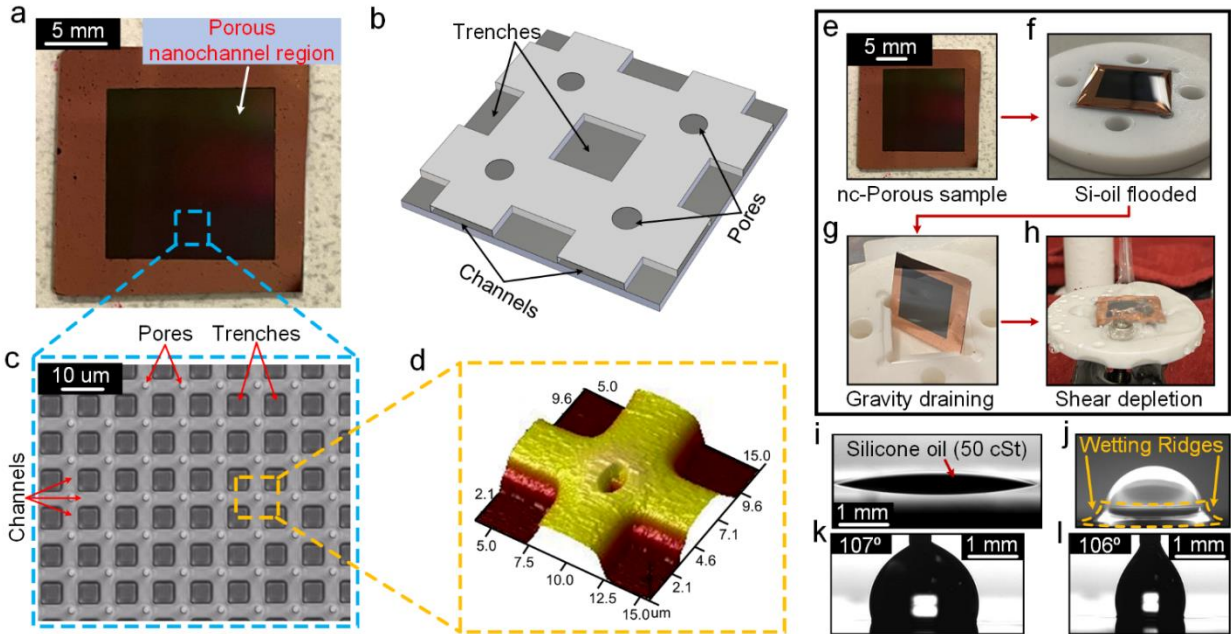 a
5 mm
Porous
nanochannel region
b
Trenches
Pores
Channels
c
10 um
Pores
Trenches
Channels
d
5.0
9.6
2.1
15.0
9.6
7.1
4.6
2.1
5.0
7.5
10.0
12.5
15.0um
e
5 mm
nc-Porous sample
f
Si-oil flooded
g
Gravity draining
h
Shear depletion
i
Silicone oil (50 cSt)
1 mm
j
Wetting Ridges
k
107º
1 mm
l
106º
1 mm